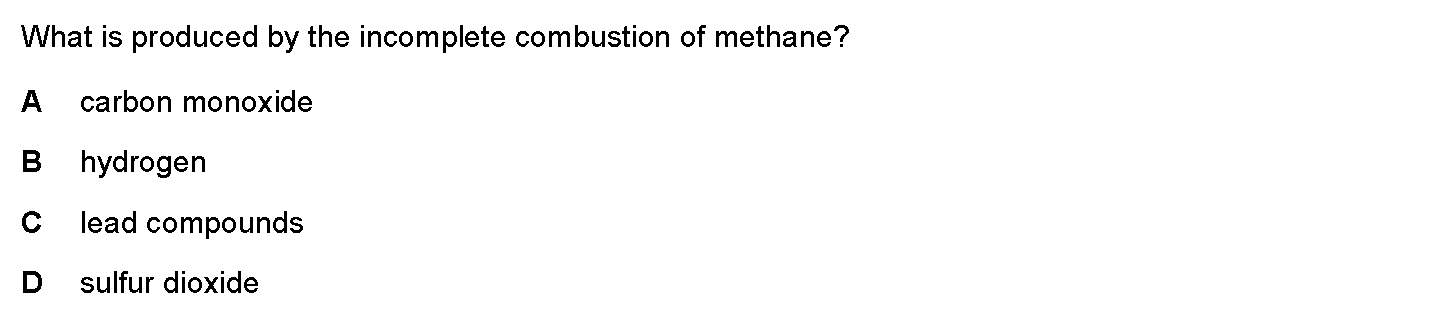 What is produced by the incomplete combustion of methane?
A carbon monoxide
B hydrogen
C lead compounds
D sulfur dioxide